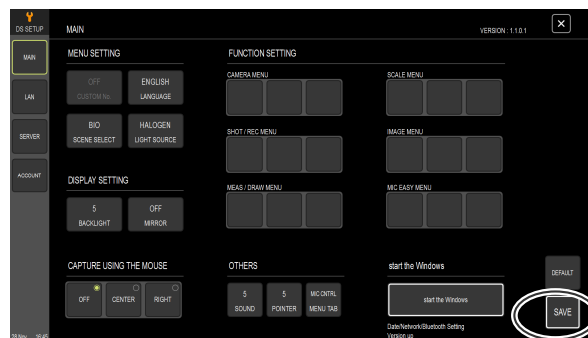 DS SETUP
MAIN
VERSION : 1.1.0.1
MAIN
LAN
SERVER
ACCOUNT
MENU SETTING
OFF
CUSTOM No.
ENGLISH
LANGUAGE
BIO
SCENE SELECT
HALOGEN
LIGHT SOURCE
DISPLAY SETTING
5
BACKLIGHT
OFF
MIRROR
CAPTURE USING THE MOUSE
OFF
CENTER
RIGHT
FUNCTION SETTING
CAMERA MENU
SCALE MENU
SHOT / REC MENU
IMAGE MENU
MEAS / DRAW MENU
MIC EASY MENU
OTHERS
5
SOUND
5
POINTER
MIC CNTRL
MENU TAB
start the Windows
start the Windows
Date/Network/Bluetooth Setting
Version up
DEFAULT
SAVE
28 Nov. 16:45